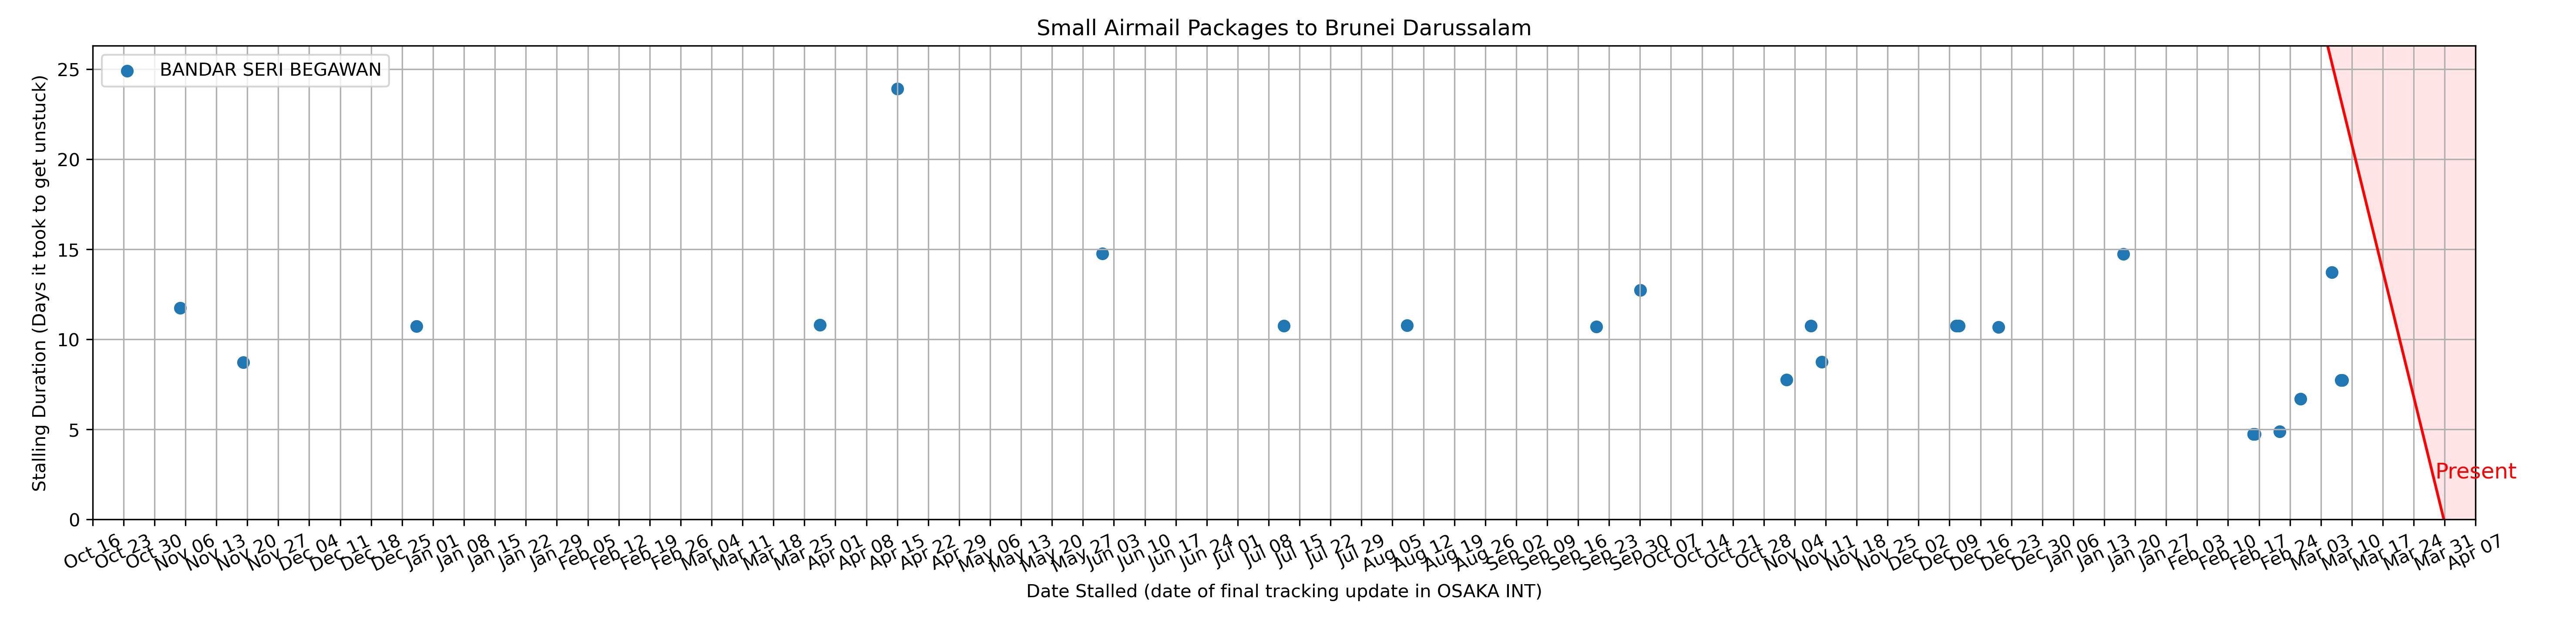 Small Airmail Packages to Brunei Darussalam
BANDAR SERI BEGAWAN
Stalling Duration (Days it took to get unstuck)
25
20
15
10
5
0
Present
Oct 16
Oct 23
Oct 30
Nov 06
Nov 13
Nov 20
Nov 27
Dec 04
Dec 11
Dec 18
Dec 25
Jan 01
Jan 08
Jan 15
Jan 22
Jan 29
Feb 05
Feb 12
Feb 19
Feb 26
Mar 04
Mar 11
Mar 18
Mar 25
Apr 01
Apr 08
Apr 15
Apr 22
Apr 29
May 06
May 13
May 20
May 27
Jun 03
Jun 10
Jun 17
Jun 24
Jul 01
Jul 08
Jul 15
Jul 22
Jul 29
Aug 05
Aug 12
Aug 19
Aug 26
Sep 02
Sep 09
Sep 16
Sep 23
Sep 30
Oct 07
Oct 14
Oct 21
Oct 28
Nov 04
Nov 11
Nov 18
Nov 25
Dec 02
Dec 09
Dec 16
Dec 23
Dec 30
Jan 06
Jan 13
Jan 20
Jan 27
Feb 03
Feb 10
Feb 17
Feb 24
Mar 03
Mar 10
Mar 17
Mar 24
Mar 31
Apr 07
Date Stalled (date of final tracking update in OSAKA INT)